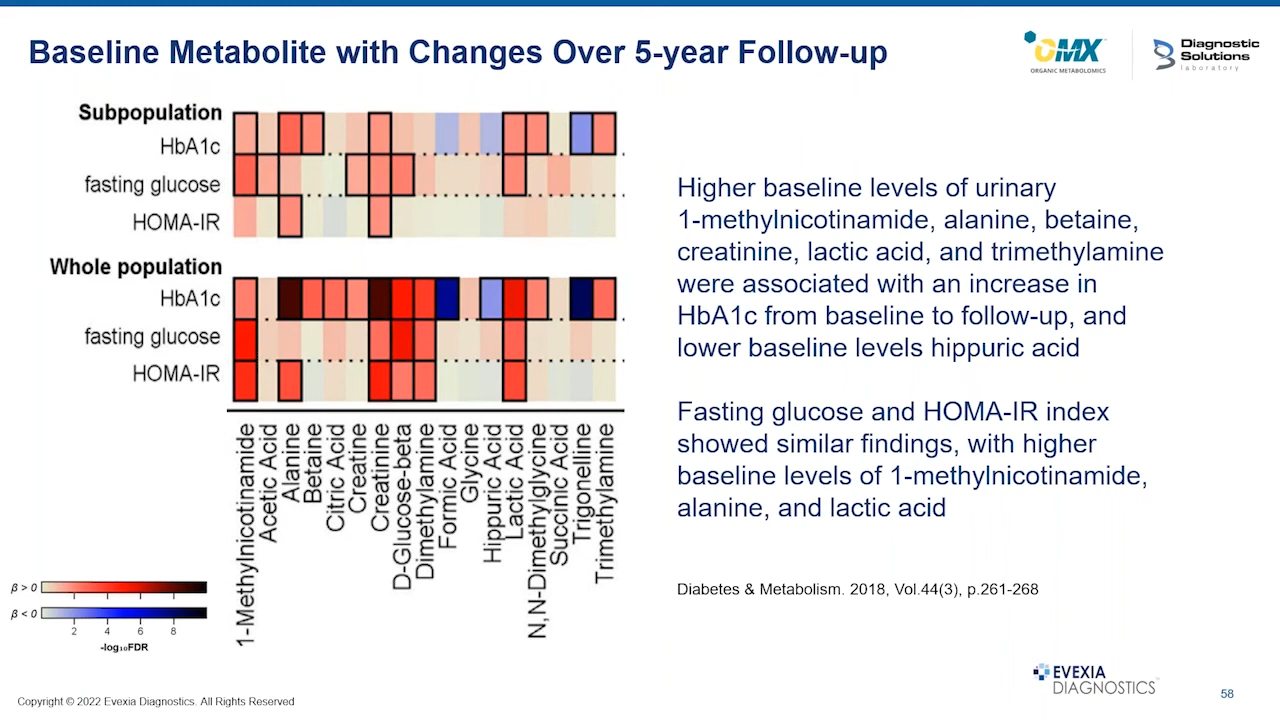 Baseline Metabolite with Changes Over 5-year Follow-up
OMX
ORGANIC METABOLOMICS
Diagnostic
Solutions
laboratory
Subpopulation
HbA1c
fasting glucose
HOMA-IR
Whole population
HbA1c
fasting glucose
HOMA-IR
1-Methylnicotinamide
Acetic Acid
Alanine
Betaine
Citric Acid
Creatine
Creatinine
D-Glucose-beta
Dimethylamine
Formic Acid
Glycine
Hippuric Acid
Lactic Acid
N,N-Dimethylglycine
Succinic Acid
Trigonelline
Trimethylamine
β > 0
β < 0
2 4 6 8
-log₁₀FDR
Higher baseline levels of urinary
1-methylnicotinamide, alanine, betaine,
creatinine, lactic acid, and trimethylamine
were associated with an increase in
HbA1c from baseline to follow-up, and
lower baseline levels hippuric acid
Fasting glucose and HOMA-IR index
showed similar findings, with higher
baseline levels of 1-methylnicotinamide,
alanine, and lactic acid
Diabetes & Metabolism. 2018, Vol.44(3), p.261-268
EVEXIA
DIAGNOSTICS
Copyright © 2022 Evexia Diagnostics. All Rights Reserved
58